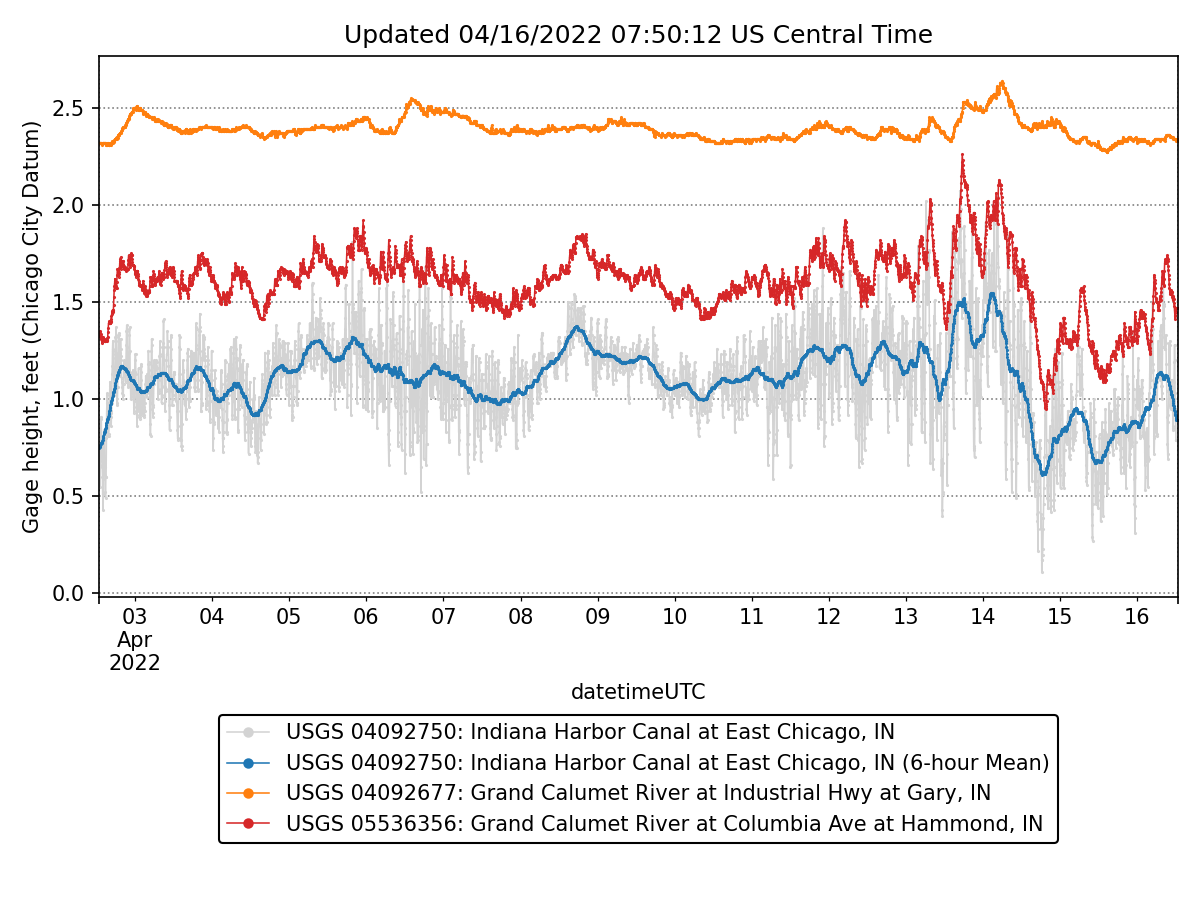 Updated 04/16/2022 07:50:12 US Central Time
Gage height, feet (Chicago City Datum)
2.5
2.0
1.5
1.0
0.5
0.0
03 04 05 06 07 08 09 10 11 12 13 14 15 16
Apr
2022
datetimeUTC
USGS 04092750: Indiana Harbor Canal at East Chicago, IN
USGS 04092750: Indiana Harbor Canal at East Chicago, IN (6-hour Mean)
USGS 04092677: Grand Calumet River at Industrial Hwy at Gary, IN
USGS 05536356: Grand Calumet River at Columbia Ave at Hammond, IN